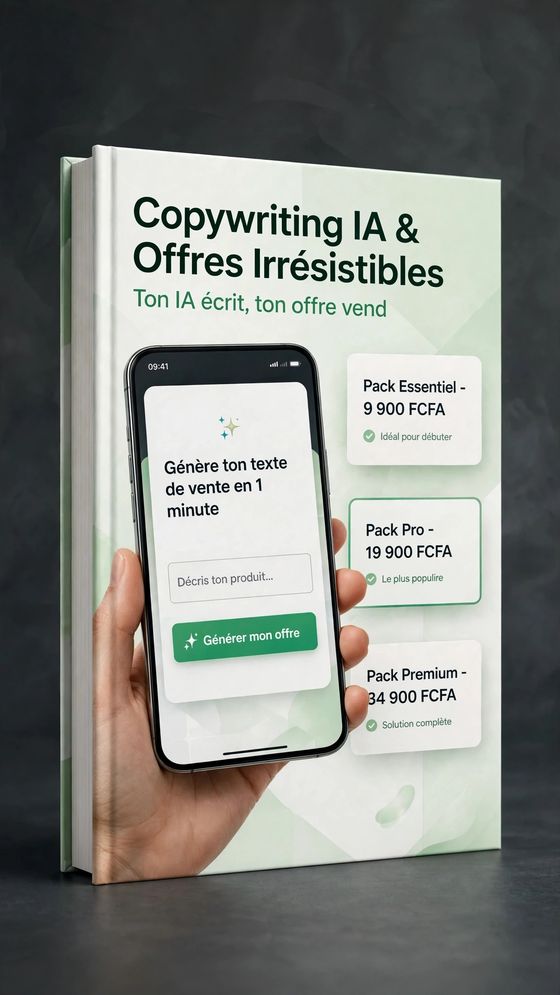 Copywriting IA &
Offres Irrésistibles
Ton IA écrit, ton offre vend
09:41
Génère ton texte
de vente en 1
minute
Décris ton produit...
Générer mon offre
Pack Essentiel -
9 900 FCFA
Idéal pour débuter
Pack Pro -
19 900 FCFA
Le plus populire
Pack Premium -
34 900 FCFA
Solution complète